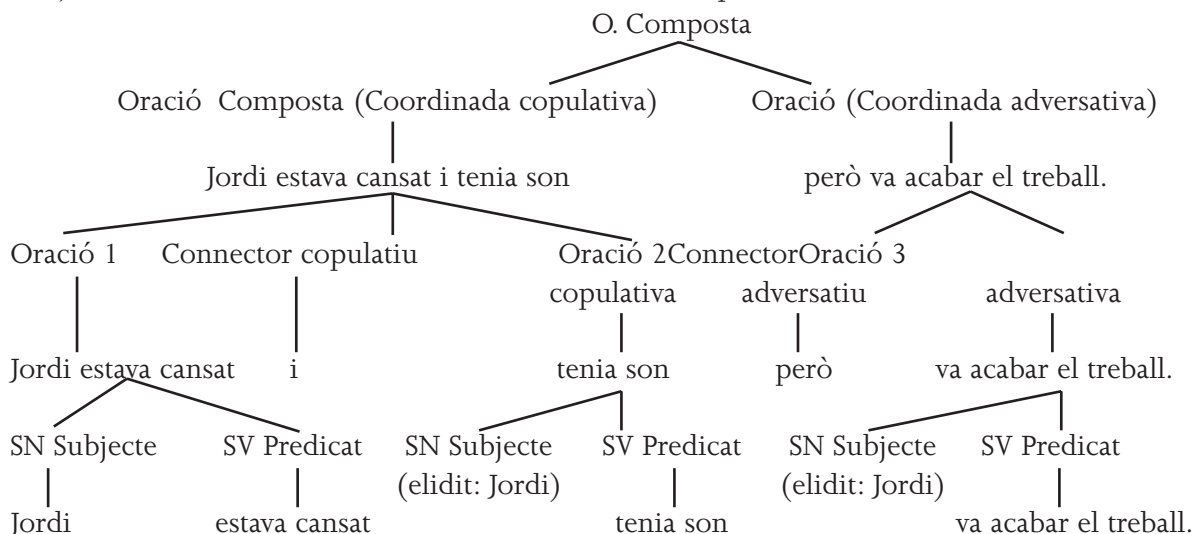 O. Composta
Oració Composta (Coordinada copulativa) Oració (Coordinada adversativa)
Jordi estava cansat i tenia son però va acabar el treball.
Oració 1 Connector copulatiu Oració 2ConnectorOració 3
copulativa adversatiu adversativa
Jordi estava cansat i tenia son però va acabar el treball.
SN Subjecte SV Predicat SN Subjecte SV Predicat SN Subjecte SV Predicat
(elidit: Jordi) (elidit: Jordi)
Jordi estava cansat tenia son va acabar el treball.